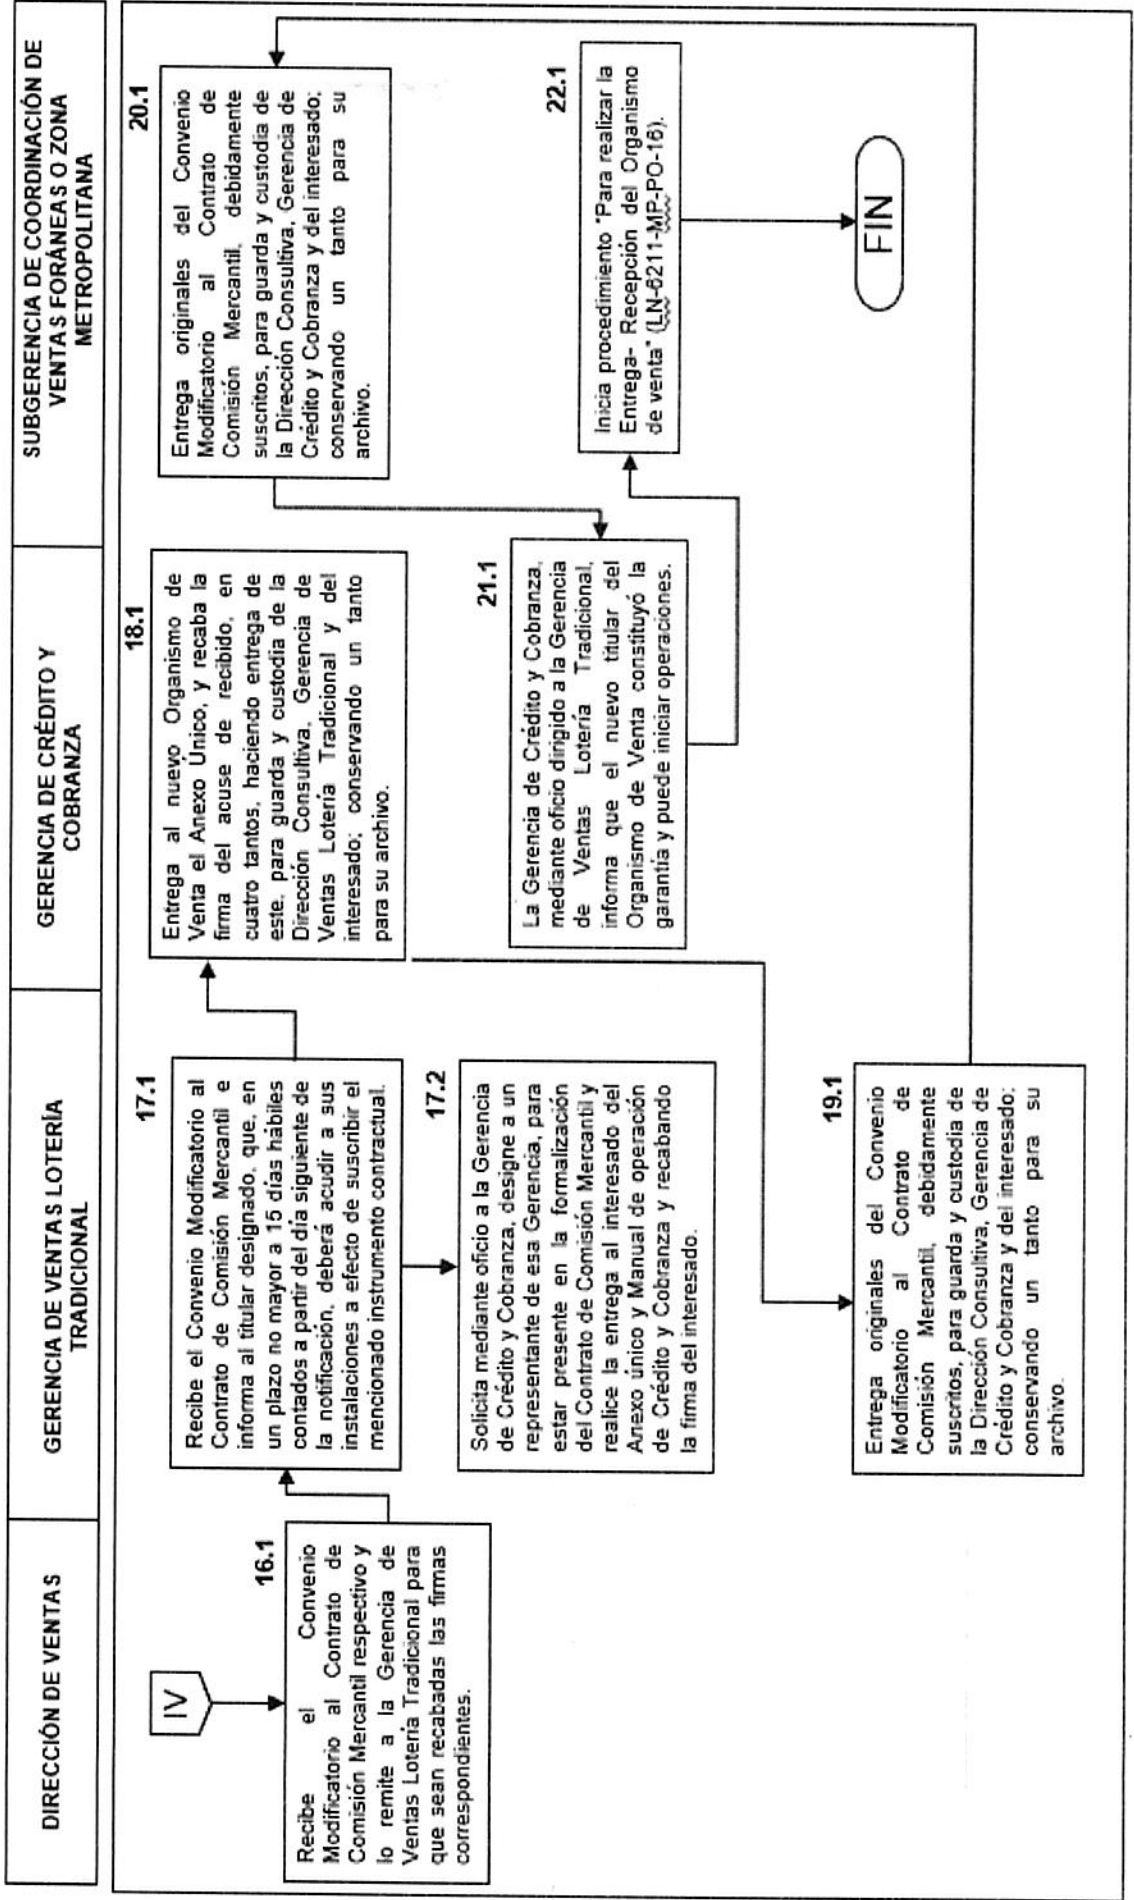 DIRECCIÓN DE VENTAS
GERENCIA DE VENTAS LOTERÍA
TRADICIONAL
GERENCIA DE CRÉDITO Y
COBRANZA
SUBGERENCIA DE COORDINACIÓN DE
VENTAS FORÁNEAS O ZONA
METROPOLITANA
IV
16.1
Recibe el Convenio
Modificatorio al Contrato de
Comisión Mercantil respectivo y
lo remite a la Gerencia de
Ventas Lotería Tradicional para
que sean recabadas las firmas
correspondientes.
17.1
Recibe el Convenio Modificatorio al
Contrato de Comisión Mercantil e
informa al titular designado, que, en
un plazo no mayor a 15 días hábiles
contados a partir del día siguiente de
la notificación, deberá acudir a sus
instalaciones a efecto de suscribir el
mencionado instrumento contractual.
17.2
Solicita mediante oficio a la Gerencia
de Crédito y Cobranza, designe a un
representante de esa Gerencia, para
estar presente en la formalización
del Contrato de Comisión Mercantil y
realice la entrega al interesado del
Anexo único y Manual de operación
de Crédito y Cobranza y recabando
la firma del interesado.
18.1
Entrega al nuevo Organismo de
Venta el Anexo Único, y recaba la
firma del acuse de recibido, en
cuatro tantos, haciendo entrega de
este, para guarda y custodia de la
Dirección Consultiva, Gerencia de
Ventas Lotería Tradicional y del
interesado; conservando un tanto
para su archivo.
19.1
Entrega originales del Convenio
Modificatorio al Contrato de
Comisión Mercantil, debidamente
suscritos, para guarda y custodia de
la Dirección Consultiva, Gerencia de
Crédito y Cobranza y del interesado;
conservando un tanto para su
archivo.
20.1
Entrega originales del Convenio
Modificatorio al Contrato de
Comisión Mercantil, debidamente
suscritos, para guarda y custodia de
la Dirección Consultiva, Gerencia de
Crédito y Cobranza y del interesado;
conservando un tanto para su
archivo.
21.1
La Gerencia de Crédito y Cobranza,
mediante oficio dirigido a la Gerencia
de Ventas Lotería Tradicional,
informa que el nuevo titular del
Organismo de Venta constituyó la
garantía y puede iniciar operaciones.
22.1
Inicia procedimiento "Para realizar la
Entrega- Recepción del Organismo
de venta" (LN-6211-MP-PO-16).
FIN